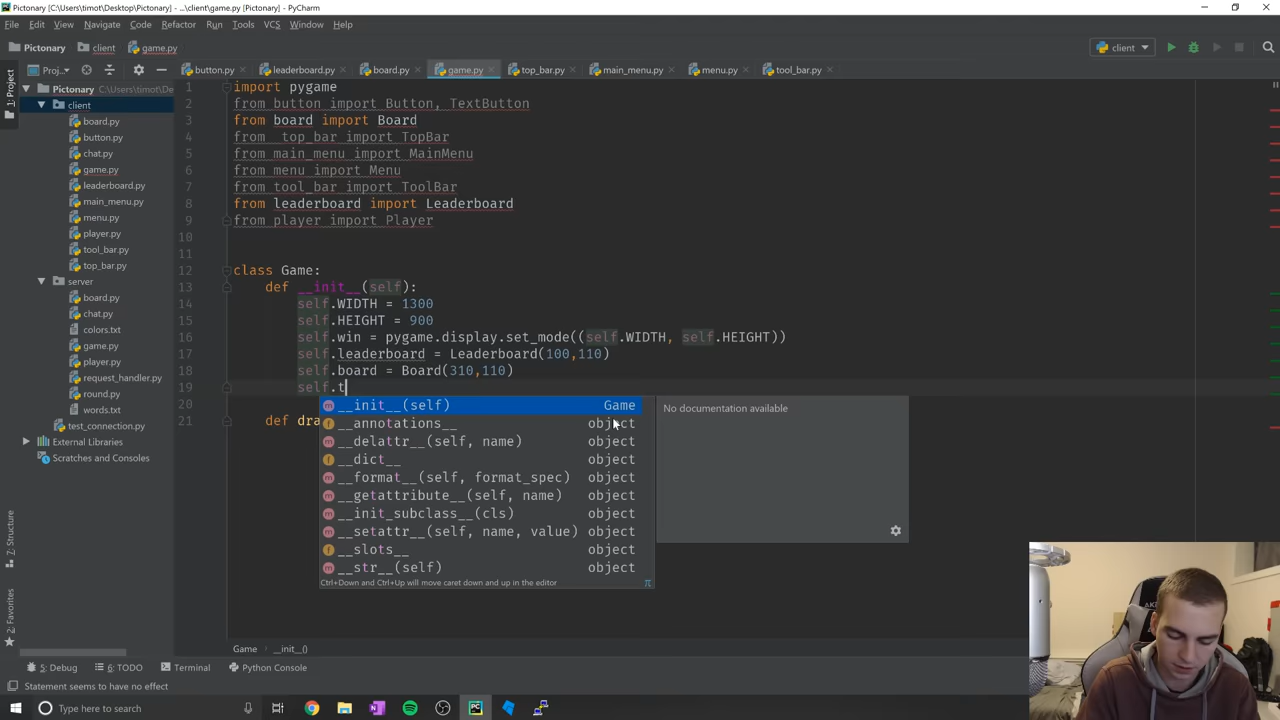 Pictonary [C:\Users\timot\Desktop\Pictonary] - ...\client\game.py [Pictonary] - PyCharm
File Edit View Navigate Code Refactor Run Tools VCS Window Help
Pictonary client game.py client
Proj... button.py leaderboard.py board.py game.py top_bar.py main_menu.py menu.py tool_bar.py
1: Project
Pictonary C:\Users\timot\Desk
client
board.py
button.py
chat.py
game.py
leaderboard.py
main_menu.py
menu.py
player.py
tool_bar.py
top_bar.py
server
board.py
chat.py
colors.txt
game.py
player.py
request_handler.py
round.py
words.txt
test_connection.py
External Libraries
Scratches and Consoles
7: Structure
2: Favorites
1 import pygame
2 from button import Button, TextButton
3 from board import Board
4 from top_bar import TopBar
5 from main_menu import MainMenu
6 from menu import Menu
7 from tool_bar import ToolBar
8 from leaderboard import Leaderboard
9 from player import Player
10
11
12 class Game:
13 def __init__(self):
14 self.WIDTH = 1300
15 self.HEIGHT = 900
16 self.win = pygame.display.set_mode((self.WIDTH, self.HEIGHT))
17 self.leaderboard = Leaderboard(100,110)
18 self.board = Board(310,110)
19 self.t
20
21 def dra
__init__(self) Game
__annotations__ object
__delattr__(self, name) object
__dict__ object
__format__(self, format_spec) object
__getattribute__(self, name) object
__init_subclass__(cls) object
__setattr__(self, name, value) object
__slots__ object
__str__(self) object
Ctrl+Down and Ctrl+Up will move caret down and up in the editor π
No documentation available
Game __init__()
5: Debug 6: TODO Terminal Python Console
Statement seems to have no effect
Type here to search